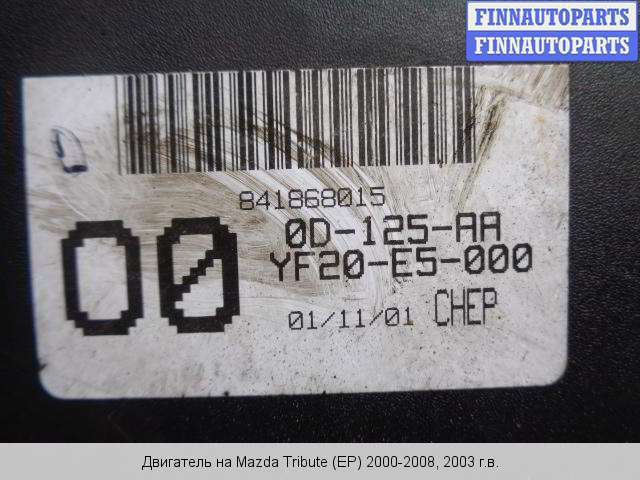 FINNAUTOPARTS
FINNAUTOPARTS
841868015
00
0D-125-AA
YF20-E5-000
01/11/01 CHEP
Двигатель на Mazda Tribute (EP) 2000-2008, 2003 г.в.